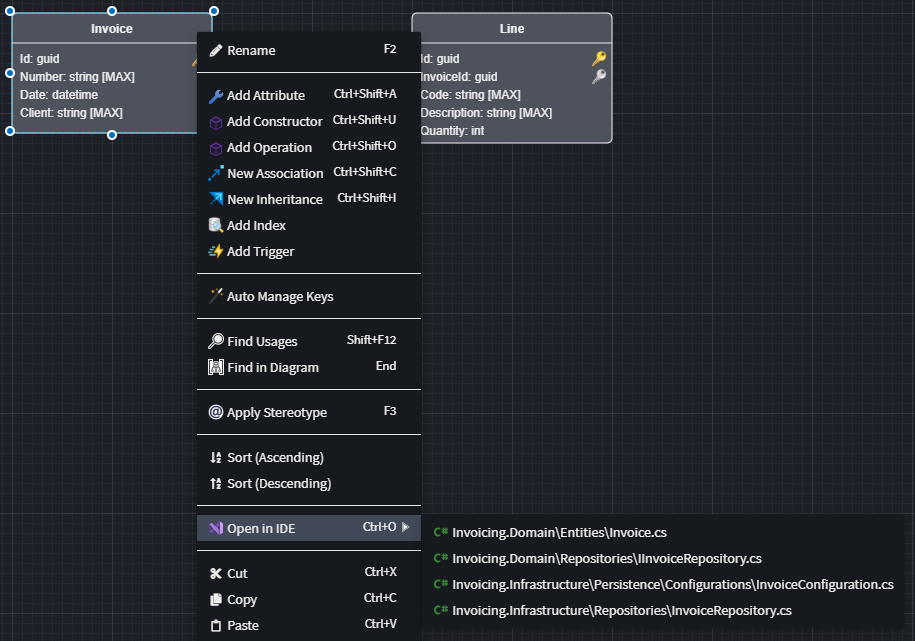 Invoice
Id: guid
Number: string [MAX]
Date: datetime
Client: string [MAX]
Line
Id: guid
InvoiceId: guid
Code: string [MAX]
Description: string [MAX]
Quantity: int
Rename F2
Add Attribute Ctrl+Shift+A
Add Constructor Ctrl+Shift+U
Add Operation Ctrl+Shift+O
New Association Ctrl+Shift+C
New Inheritance Ctrl+Shift+I
Add Index
Add Trigger
Auto Manage Keys
Find Usages Shift+F12
Find in Diagram End
Apply Stereotype F3
Sort (Ascending)
Sort (Descending)
Open in IDE Ctrl+O
Cut Ctrl+X
Copy Ctrl+C
Paste Ctrl+V
C# Invoicing.Domain\Entities\Invoice.cs
C# Invoicing.Domain\Repositories\IInvoiceRepository.cs
C# Invoicing.Infrastructure\Persistence\Configurations\InvoiceConfiguration.cs
C# Invoicing.Infrastructure\Repositories\InvoiceRepository.cs